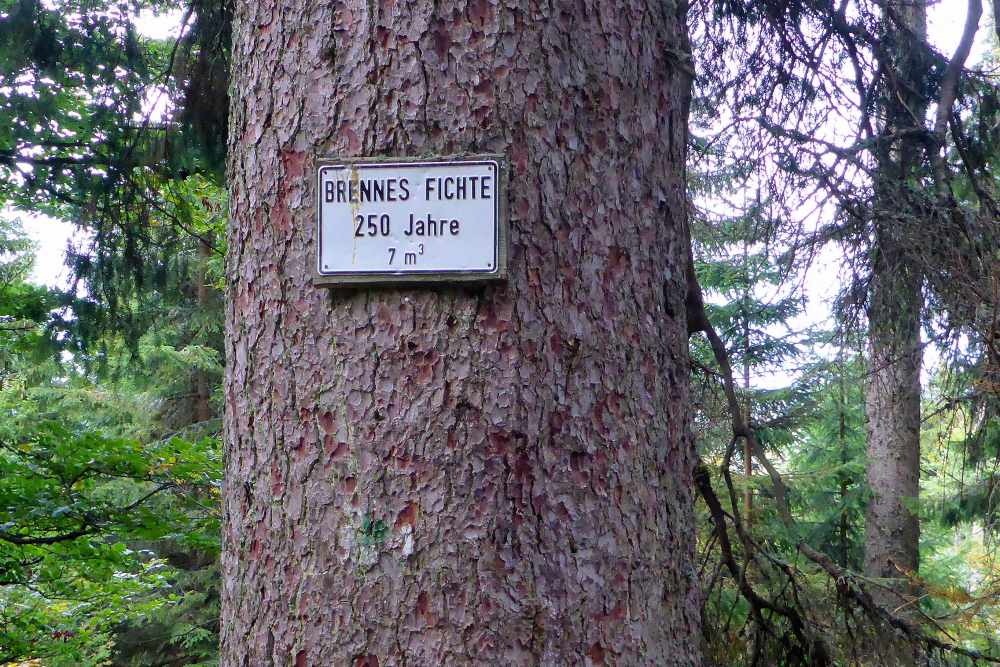 BRENNES FICHTE
250 Jahre
7 m³